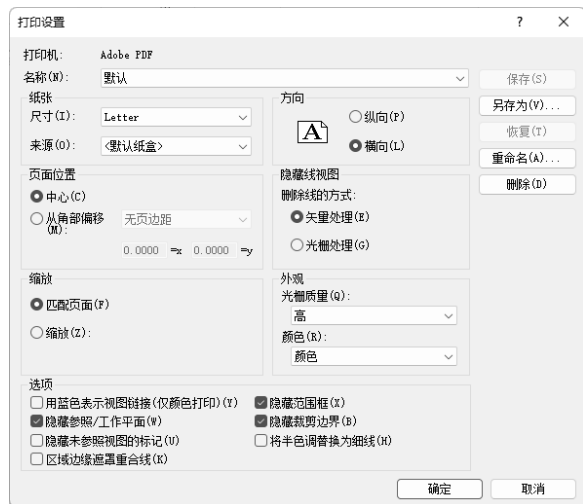 打印设置 ? ×
打印机: Adobe PDF
名称(N): 默认
保存(S)
纸张
尺寸(I): Letter
来源(O): <默认纸盒>
方向
A
纵向(P)
横向(L)
另存为(V)...
恢复(T)
重命名(A)...
删除(D)
页面位置
中心(C)
从角部偏移(M): 无页边距
0.0000 =x 0.0000 =y
隐藏线视图
删除线的方式:
矢量处理(E)
光栅处理(G)
缩放
匹配页面(F)
缩放(Z):
外观
光栅质量(Q):
高
颜色(R):
颜色
选项
用蓝色表示视图链接(仅颜色打印)(Y)
隐藏范围框(X)
隐藏参照/工作平面(W)
隐藏裁剪边界(B)
隐藏未参照视图的标记(U)
将半色调替换为细线(H)
区域边缘遮罩重合线(K)
确定 取消